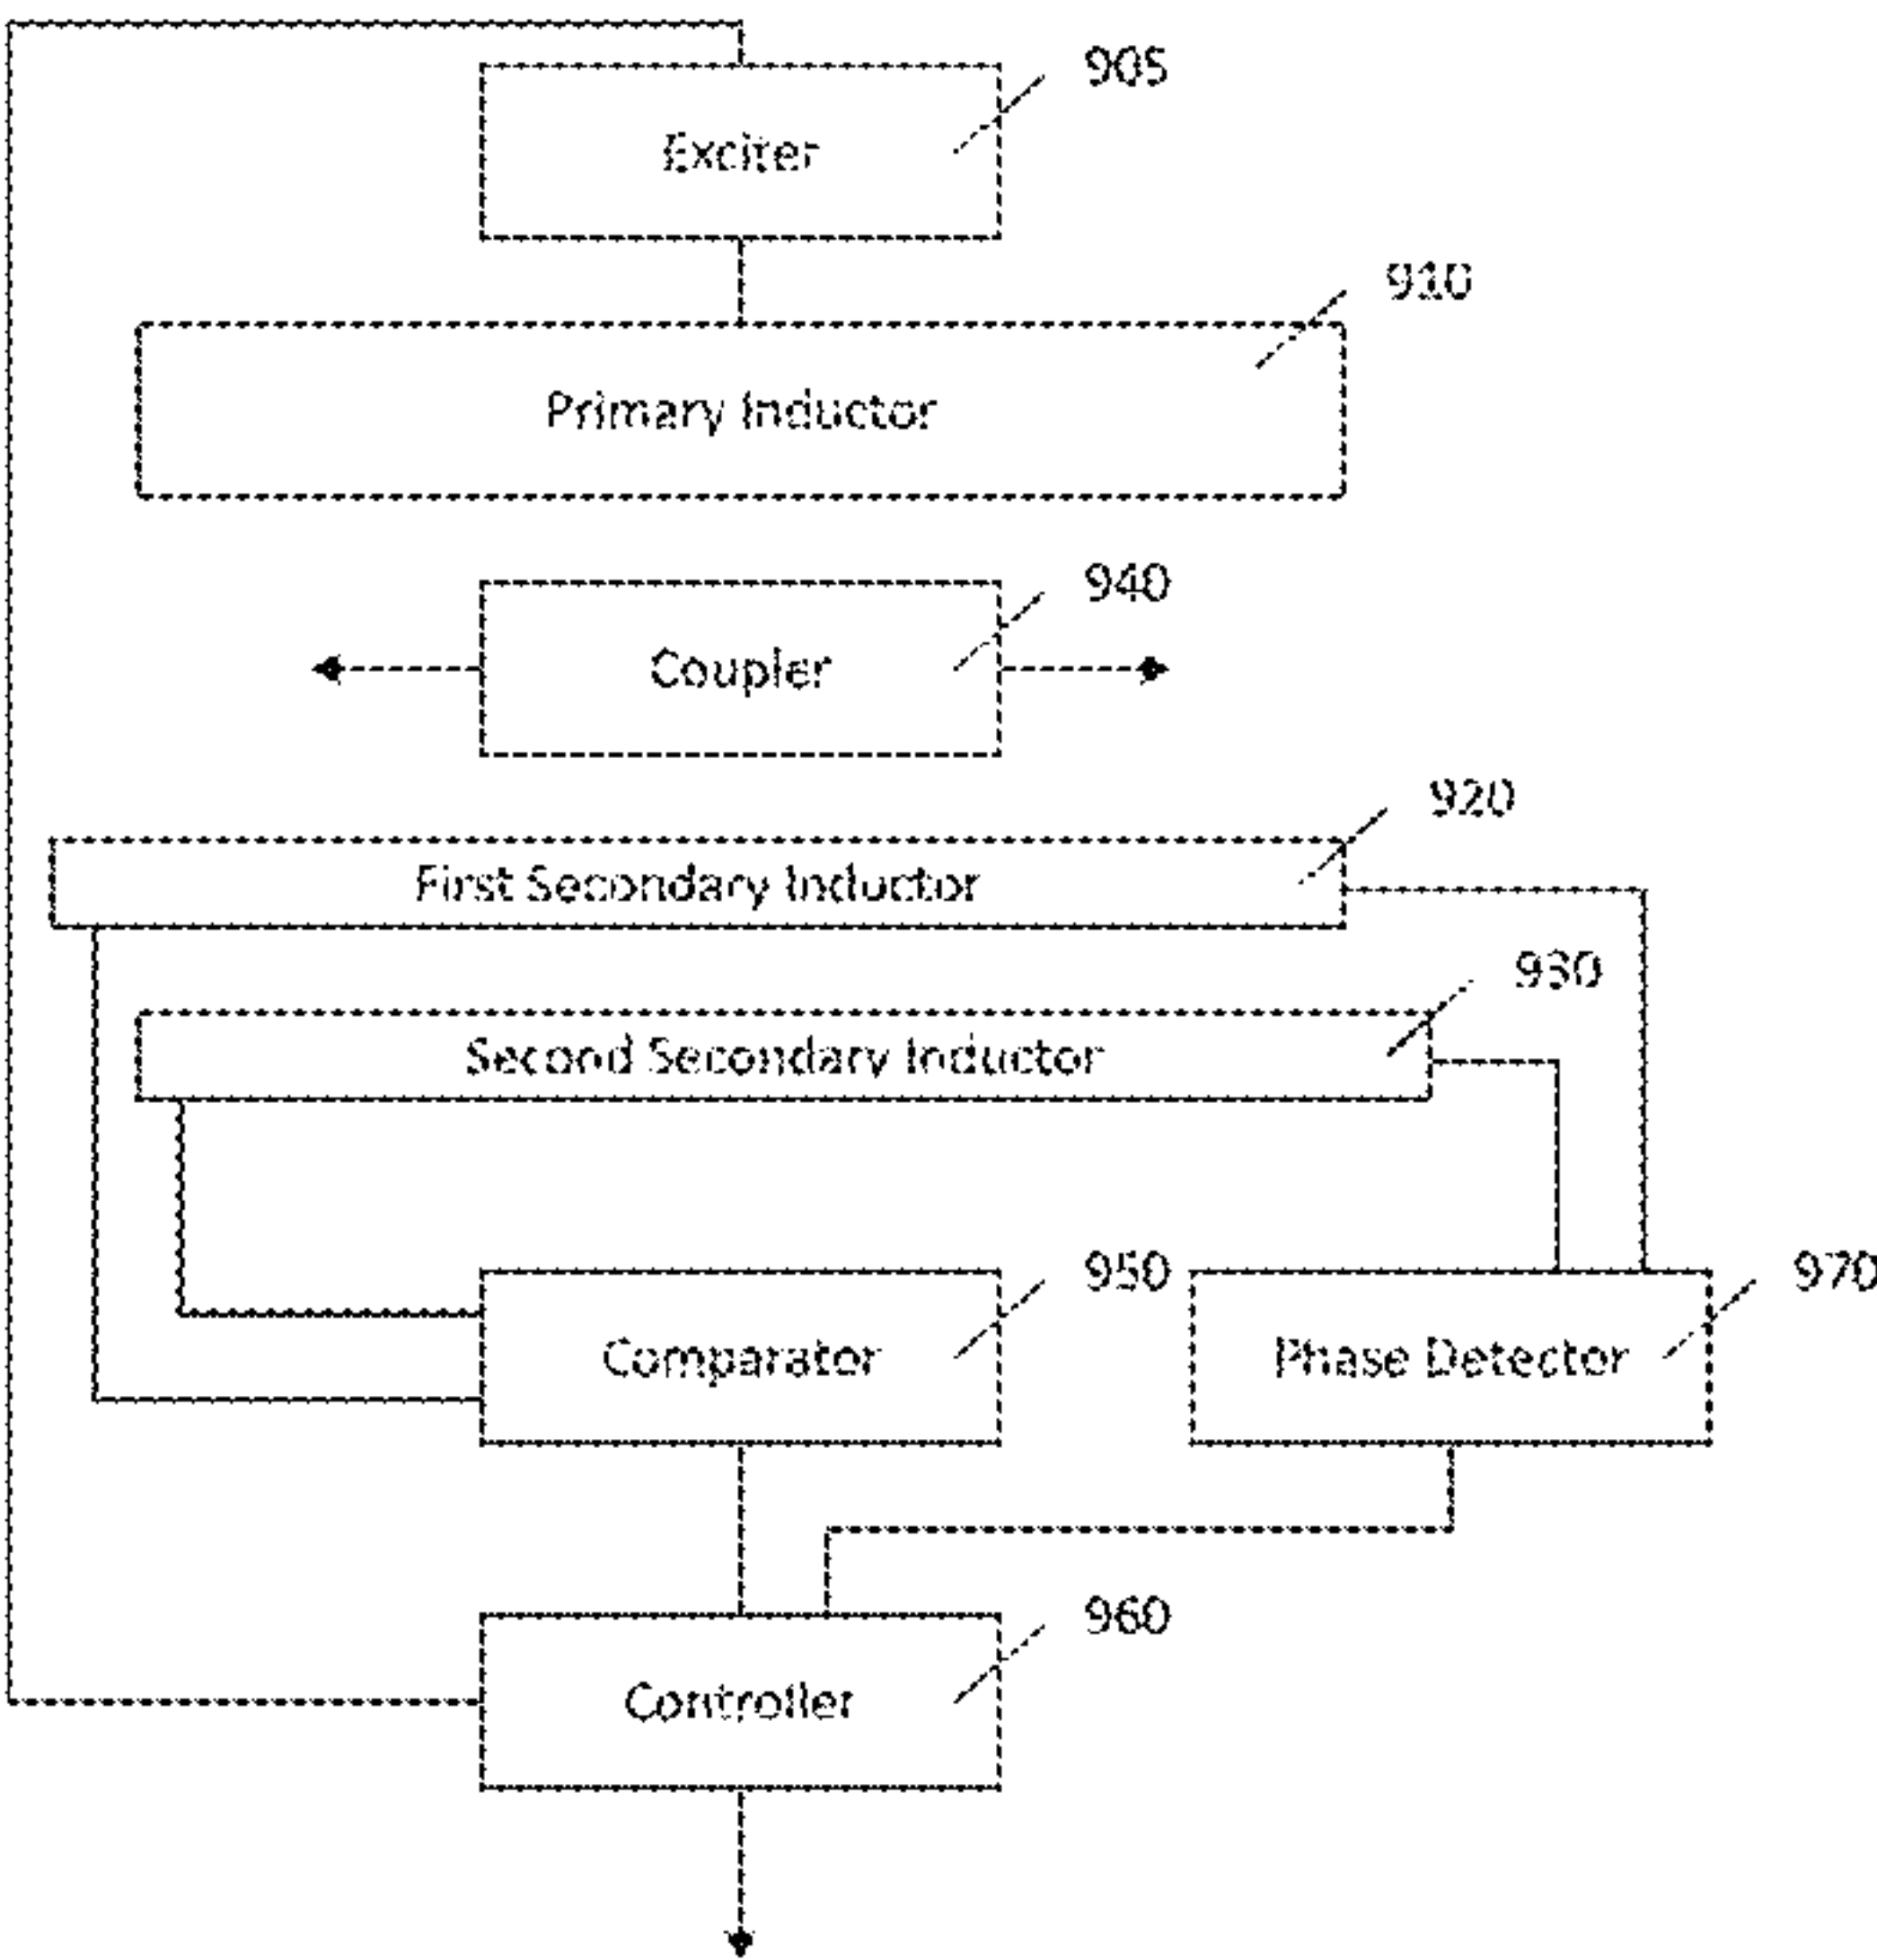 905
Exciter
910
Primary Inductor
940
Coupler
920
First Secondary Inductor
930
Second Secondary Inductor
950
970
Comparator
Phase Detector
960
Controller